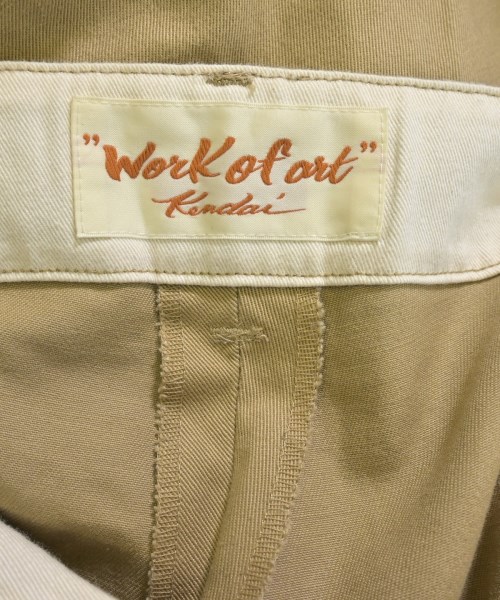 "Work of art"
Kendai